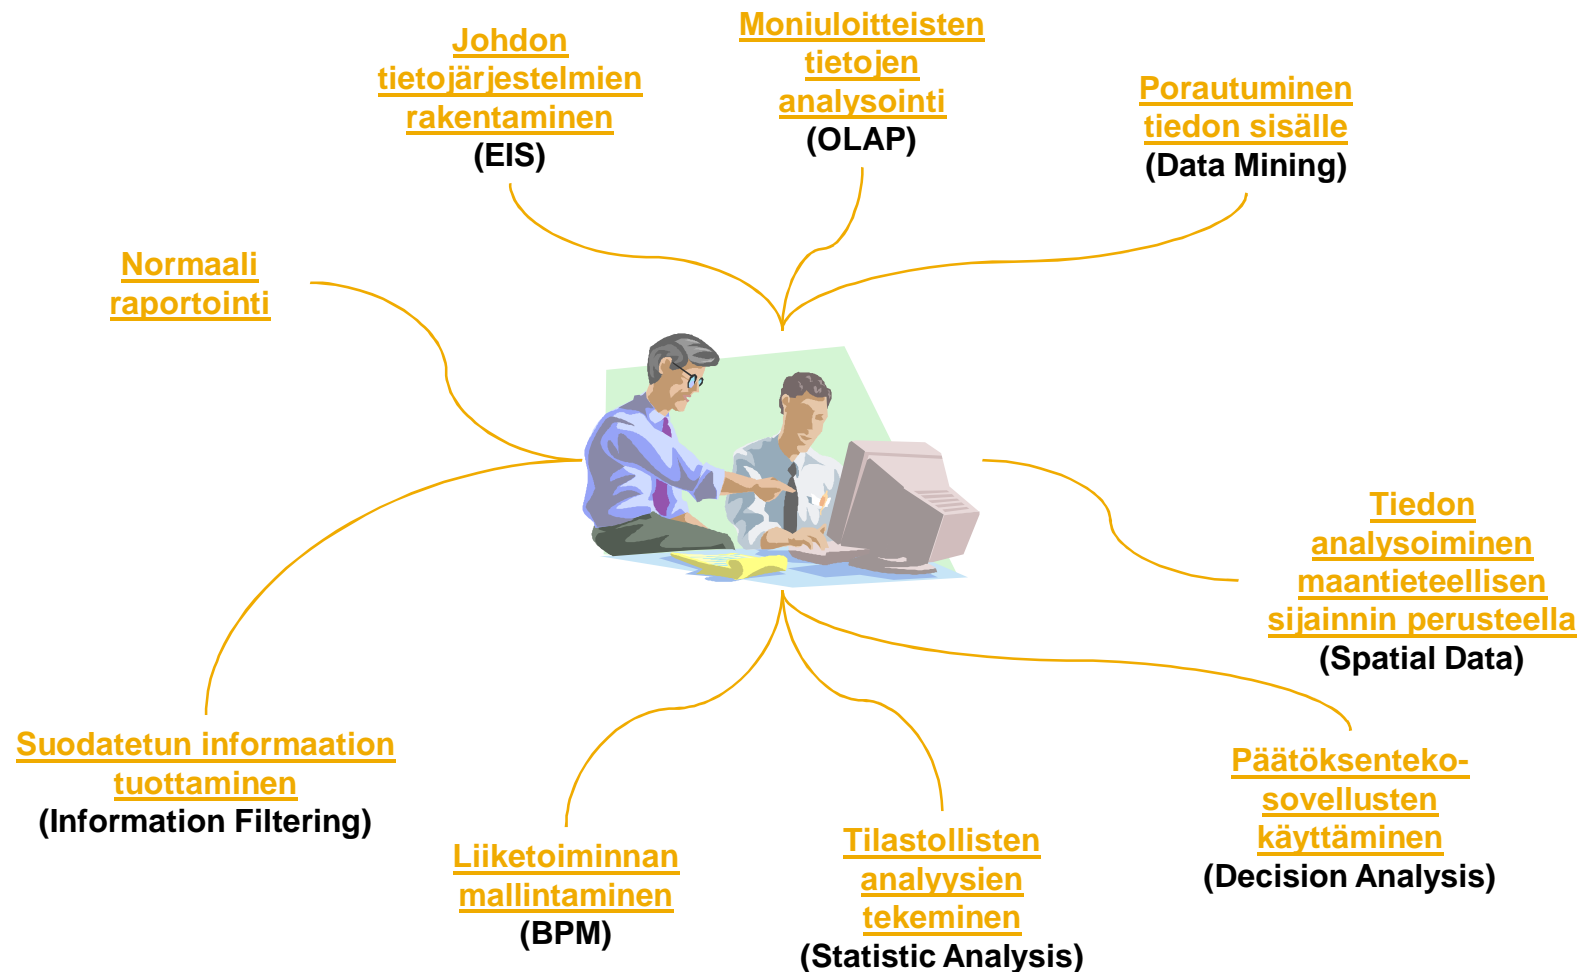 Johdon
tietojärjestelmien
rakentaminen
(EIS)
Moniuloitteisten
tietojen
analysointi
(OLAP)
Porautuminen
tiedon sisälle
(Data Mining)
Normaali
raportointi
Tiedon
analysoiminen
maantieteellisen
sijainnin perusteella
(Spatial Data)
Suodatetun informaation
tuottaminen
(Information Filtering)
Liiketoiminnan
mallintaminen
(BPM)
Tilastollisten
analyysien
tekeminen
(Statistic Analysis)
Päätöksenteko-
sovellusten
käyttäminen
(Decision Analysis)